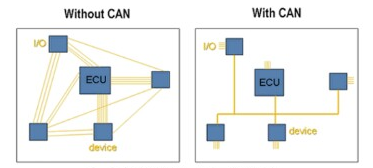 Without CAN
With CAN
I/O
ECU
device
I/O
ECU
device